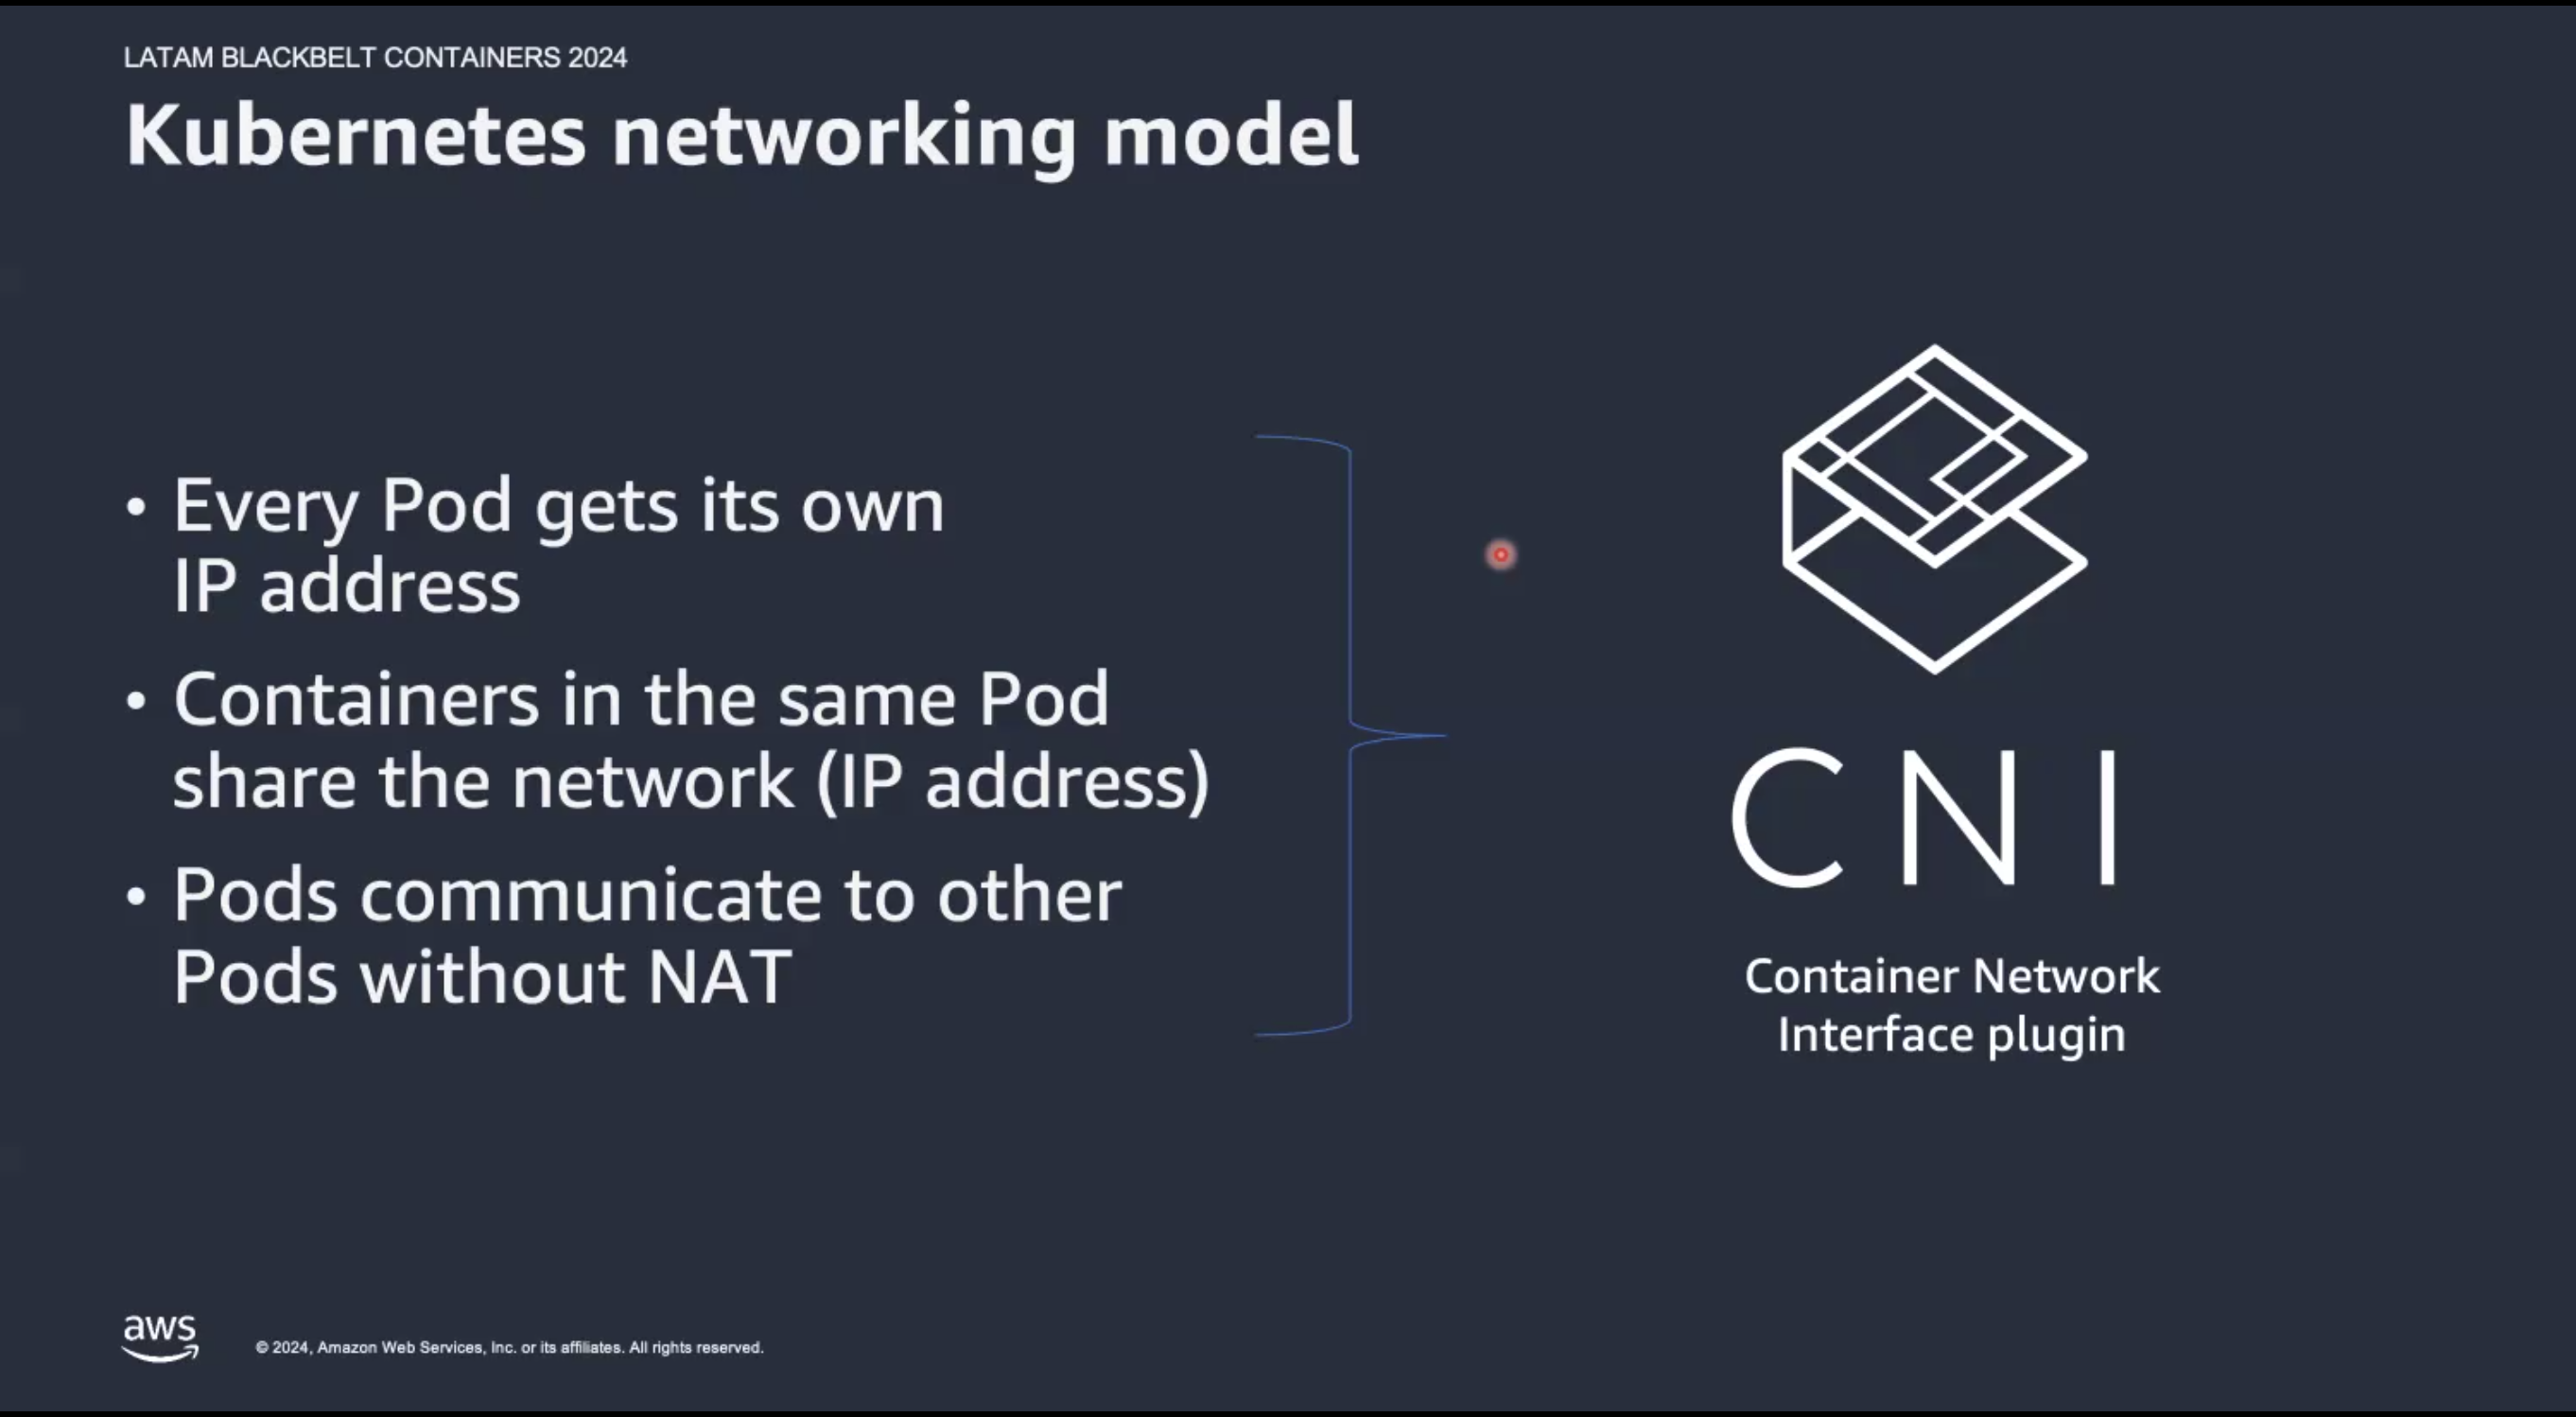 LATAM BLACKBELT CONTAINERS 2024
Kubernetes networking model
• Every Pod gets its own
IP address
• Containers in the same Pod
share the network (IP address)
• Pods communicate to other
Pods without NAT
CNI
Container Network
Interface plugin
aws
© 2024, Amazon Web Services, Inc. or its affiliates. All rights reserved.